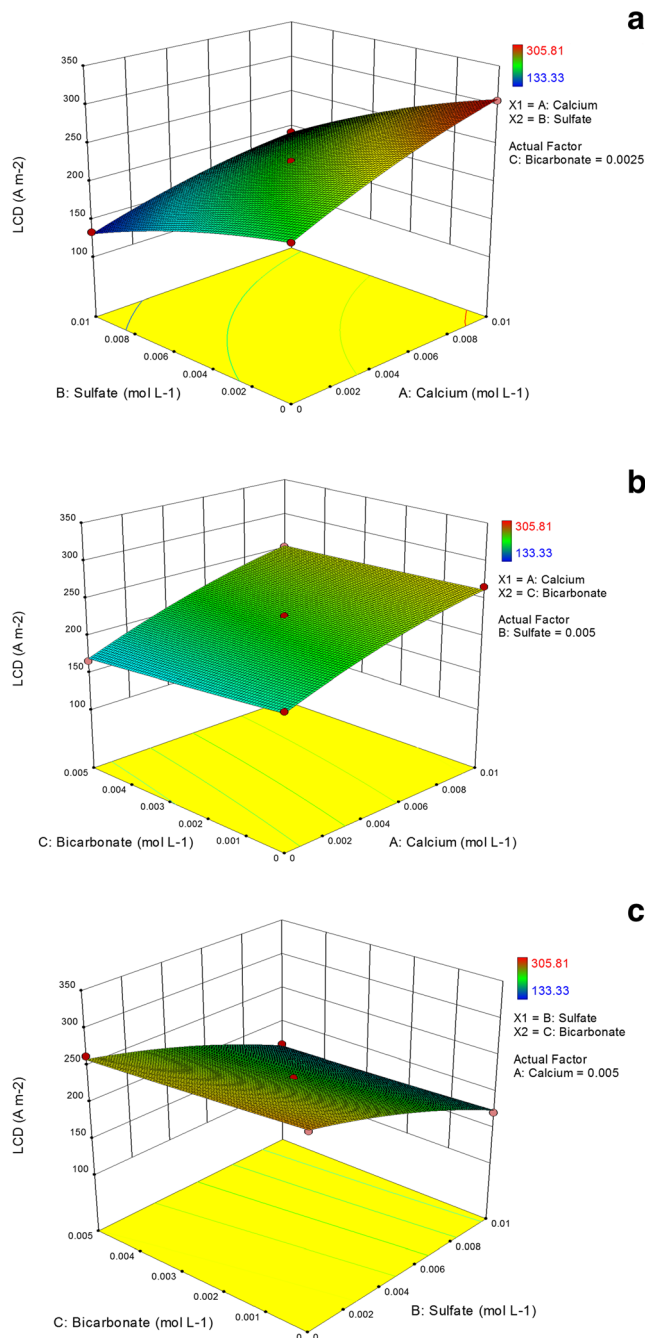 a
305.81
133.33
X1 = A: Calcium
X2 = B: Sulfate
Actual Factor
C: Bicarbonate = 0.0025
350
300
250
200
150
100
LCD (A m-2)
0.01
0.008
0.006
0.004
0.002
0
0
0.002
0.004
0.006
0.008
0.01
B: Sulfate (mol L-1)
A: Calcium (mol L-1)
b
305.81
133.33
X1 = A: Calcium
X2 = C: Bicarbonate
Actual Factor
B: Sulfate = 0.005
350
300
250
200
150
100
LCD (A m-2)
0.005
0.004
0.003
0.002
0.001
0
0
0.002
0.004
0.006
0.008
0.01
C: Bicarbonate (mol L-1)
A: Calcium (mol L-1)
c
305.81
133.33
X1 = B: Sulfate
X2 = C: Bicarbonate
Actual Factor
A: Calcium = 0.005
350
300
250
200
150
100
LCD (A m-2)
0.005
0.004
0.003
0.002
0.001
0
0
0.002
0.004
0.006
0.008
0.01
C: Bicarbonate (mol L-1)
B: Sulfate (mol L-1)